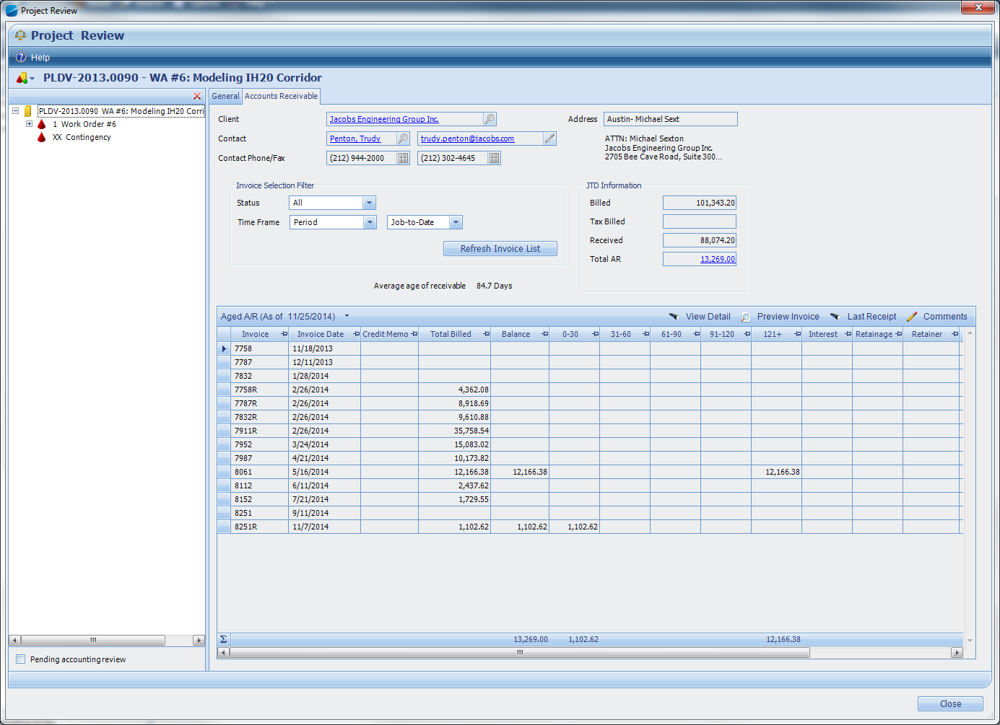 Project Review
Project Review
Help
PLDV-2013.0090 - WA #6: Modeling IH20 Corridor
PLDV-2013.0090 WA #6: Modeling IH20 Corri
1 Work Order #6
XX Contingency
Pending accounting review
General Accounts Receivable
Client Jacobs Engineering Group Inc. Address Austin- Michael Sext
Contact Penton, Trudy trudy.penton@jacobs.com
ATTN: Michael Sexton
Jacobs Engineering Group Inc.
2705 Bee Cave Road, Suite 300...
Contact Phone/Fax (212) 944-2000 (212) 302-4645
Invoice Selection Filter
Status All
Time Frame Period Job-to-Date
Refresh Invoice List
JTD Information
Billed 101,343.20
Tax Billed
Received 88,074.20
Total AR 13,269.00
Average age of receivable 84.7 Days
Aged A/R (As of 11/25/2014) View Detail Preview Invoice Last Receipt Comments
Invoice Invoice Date Credit Memo Total Billed Balance 0-30 31-60 61-90 91-120 121+ Interest Retainage Retainer
7758 11/18/2013
7787 12/11/2013
7832 1/28/2014
7758R 2/26/2014 4,362.08
7787R 2/26/2014 8,918.69
7832R 2/26/2014 9,610.88
7911R 2/26/2014 35,758.54
7952 3/24/2014 15,083.02
7987 4/21/2014 10,173.82
8061 5/16/2014 12,166.38 12,166.38 12,166.38
8112 6/11/2014 2,437.62
8152 7/21/2014 1,729.55
8251 9/11/2014
8251R 11/7/2014 1,102.62 1,102.62 1,102.62
Σ 13,269.00 1,102.62 12,166.38
Close